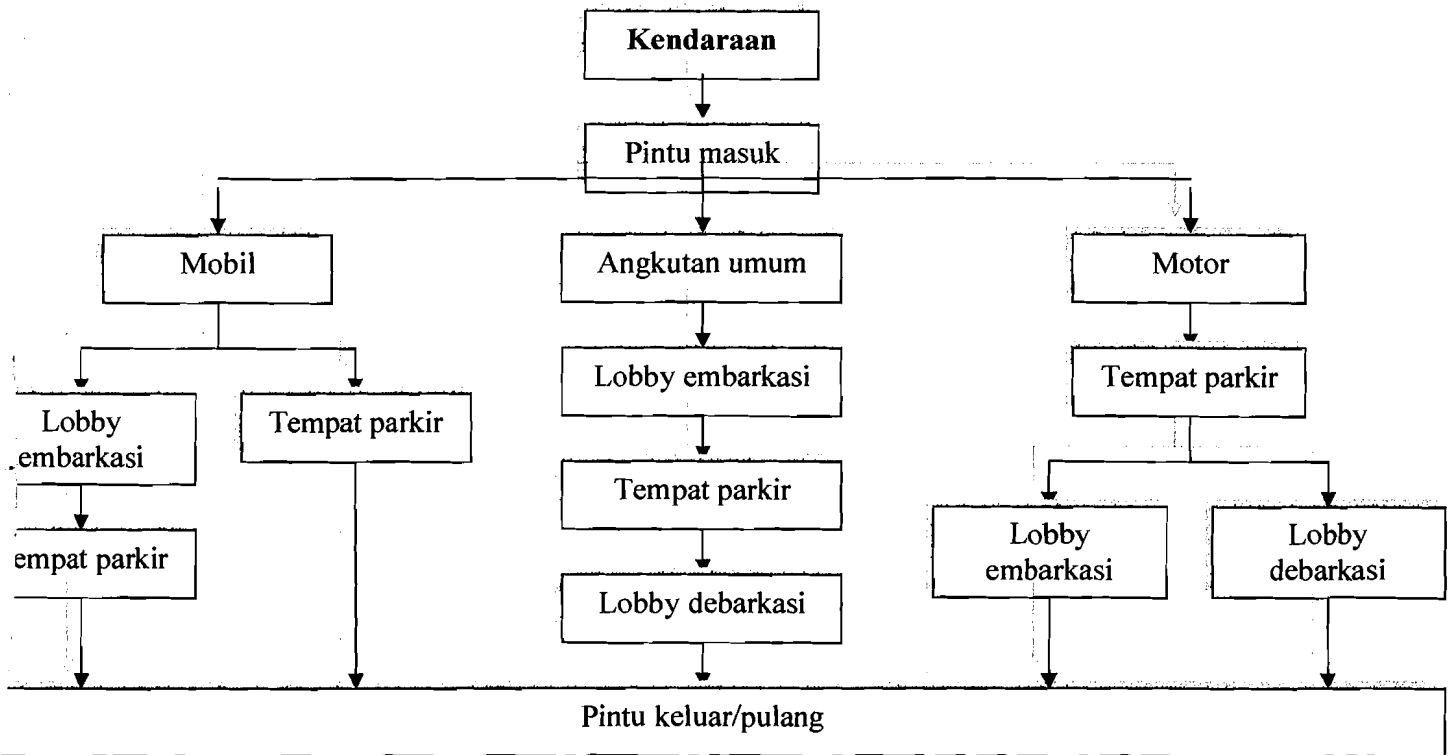 Kendaraan
Pintu masuk
Mobil
Angkutan umum
Motor
Lobby
embarkasi
Tempat parkir
empat parkir
Lobby embarkasi
Tempat parkir
Lobby debarkasi
Tempat parkir
Lobby
embarkasi
Lobby
debarkasi
Pintu keluar/pulang